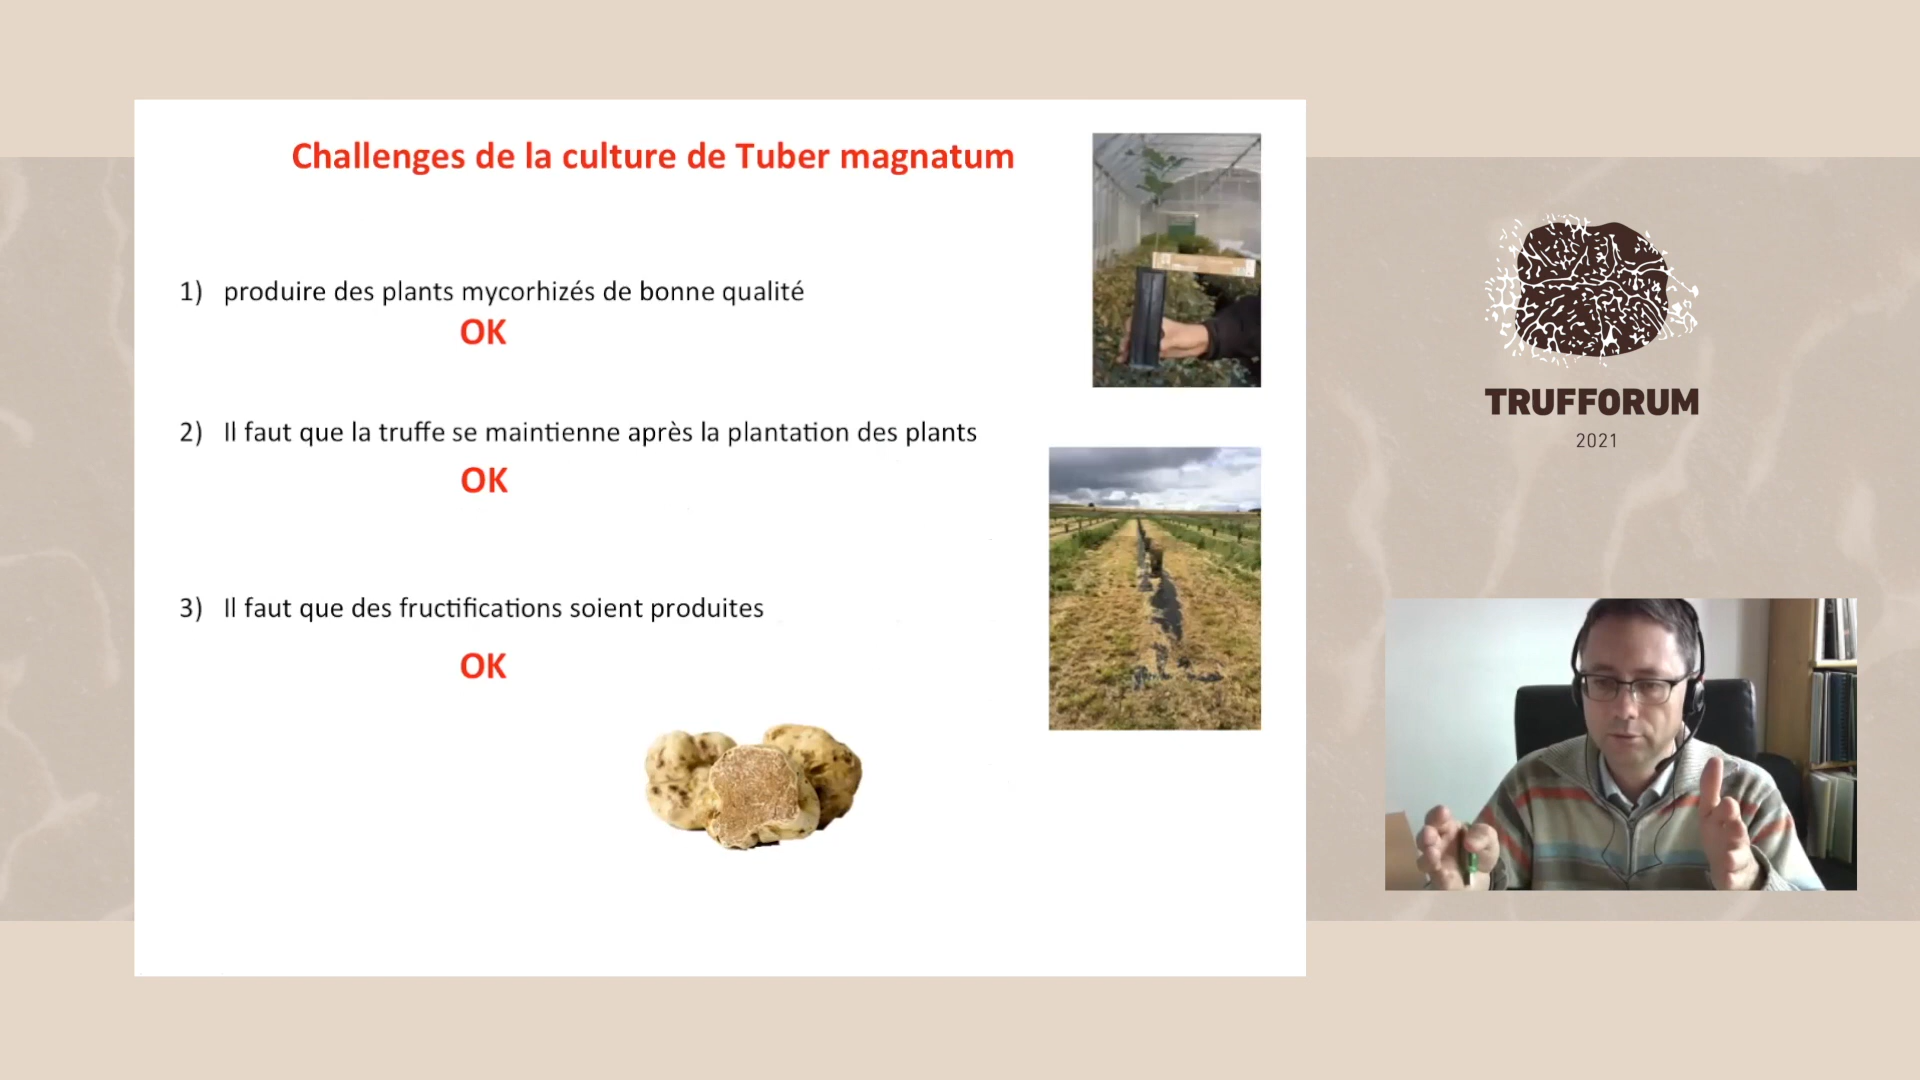 Challenges de la culture de Tuber magnatum
1) produire des plants mycorhizés de bonne qualité
OK
2) Il faut que la truffe se maintienne après la plantation des plants
OK
3) Il faut que des fructifications soient produites
OK
TRUFFORUM
2021